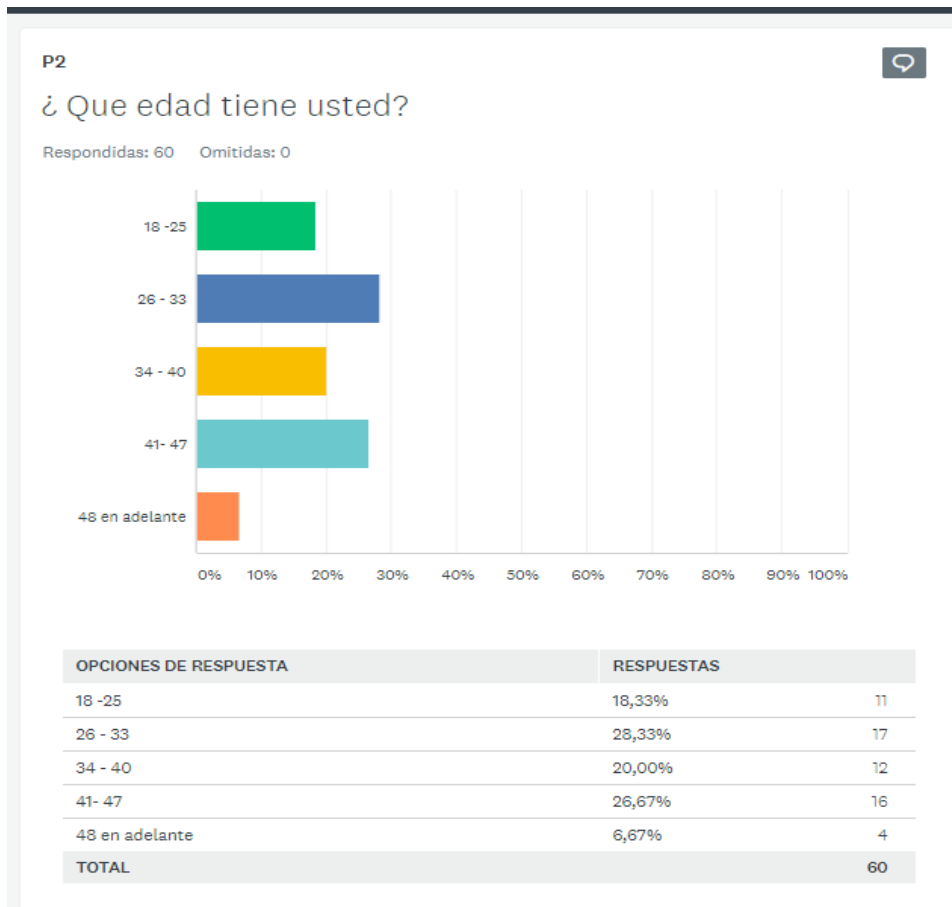 P2
¿ Que edad tiene usted?
Respondidas: 60 Omitidas: 0
18 -25
26 - 33
34 - 40
41- 47
48 en adelante
0% 10% 20% 30% 40% 50% 60% 70% 80% 90% 100%
OPCIONES DE RESPUESTA RESPUESTAS
18 -25 18,33% 11
26 - 33 28,33% 17
34 - 40 20,00% 12
41- 47 26,67% 16
48 en adelante 6,67% 4
TOTAL 60